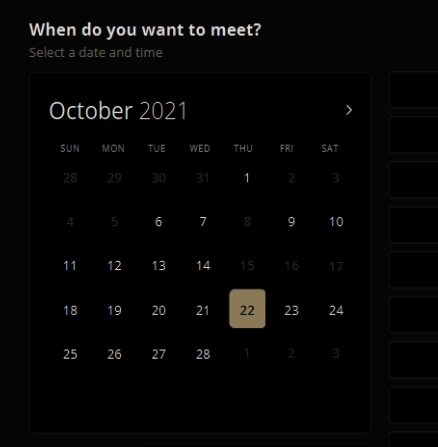 When do you want to meet?
Select a date and time
October 2021 >
SUN MON TUE WED THU FRI SAT
28 29 30 31 1 2 3
4 5 6 7 8 9 10
11 12 13 14 15 16 17
18 19 20 21 22 23 24
25 26 27 28 1 2 3